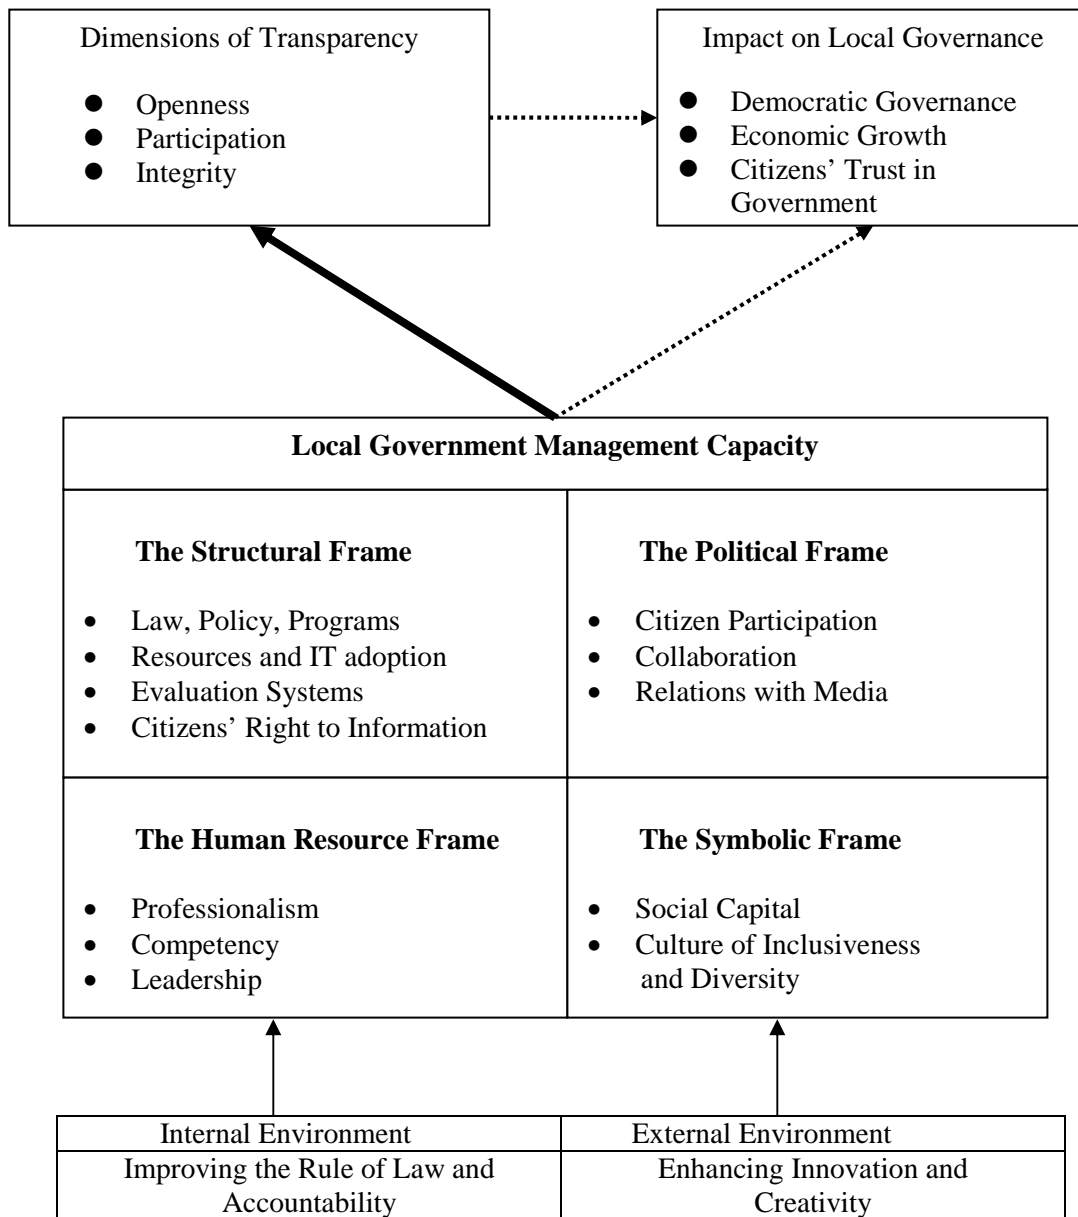 Dimensions of Transparency
● Openness
● Participation
● Integrity
Impact on Local Governance
● Democratic Governance
● Economic Growth
● Citizens’ Trust in
Government
Local Government Management Capacity
The Structural Frame
• Law, Policy, Programs
• Resources and IT adoption
• Evaluation Systems
• Citizens’ Right to Information
The Political Frame
• Citizen Participation
• Collaboration
• Relations with Media
The Human Resource Frame
• Professionalism
• Competency
• Leadership
The Symbolic Frame
• Social Capital
• Culture of Inclusiveness
and Diversity
Internal Environment
External Environment
Improving the Rule of Law and
Accountability
Enhancing Innovation and
Creativity